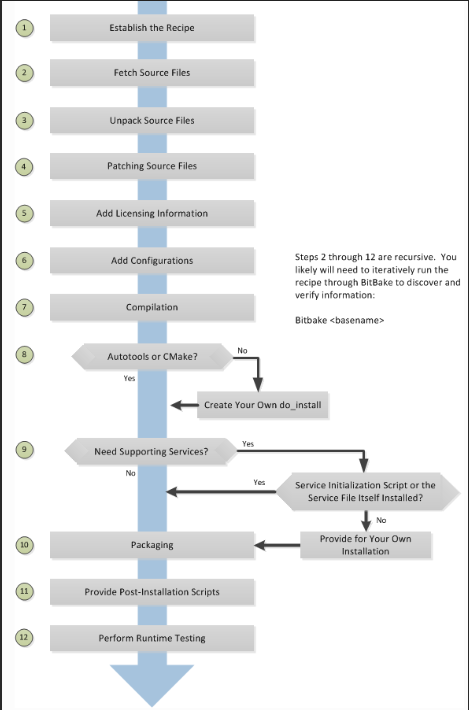 1 Establish the Recipe
2 Fetch Source Files
3 Unpack Source Files
4 Patching Source Files
5 Add Licensing Information
6 Add Configurations
Steps 2 through 12 are recursive. You
likely will need to iteratively run the
recipe through BitBake to discover and
verify information:
Bitbake <basename>
7 Compilation
8 Autotools or CMake?
No
Yes
Create Your Own do_install
9 Need Supporting Services?
Yes
No
Service Initialization Script or the
Service File Itself Installed?
Yes
No
10 Packaging
Provide for Your Own
Installation
11 Provide Post-Installation Scripts
12 Perform Runtime Testing